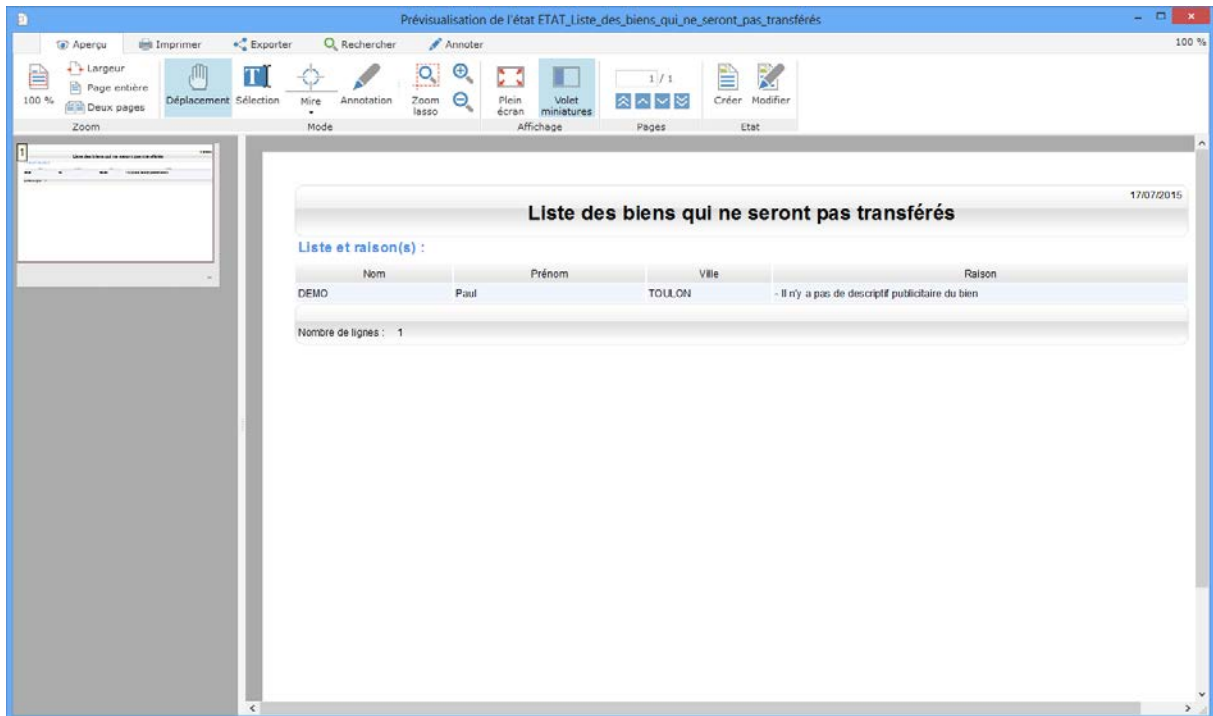 Prévisualisation de l'état ETAT_Liste_des_biens_qui_ne_seront_pas_transférés
Aperçu Imprimer Exporter Rechercher Annoter 100 %
100 % Largeur Page entière Deux pages
Déplacement Sélection Mire Annotation Zoom lasso
Plein écran Volet miniatures
1 / 1
Créer Modifier
Zoom Mode Affichage Pages Etat
1
17/07/2015
Liste des biens qui ne seront pas transférés
Liste et raison(s) :
Nom Prénom Ville Raison
DEMO Paul TOULON - Il n'y a pas de descriptif publicitaire du bien
Nombre de lignes : 1